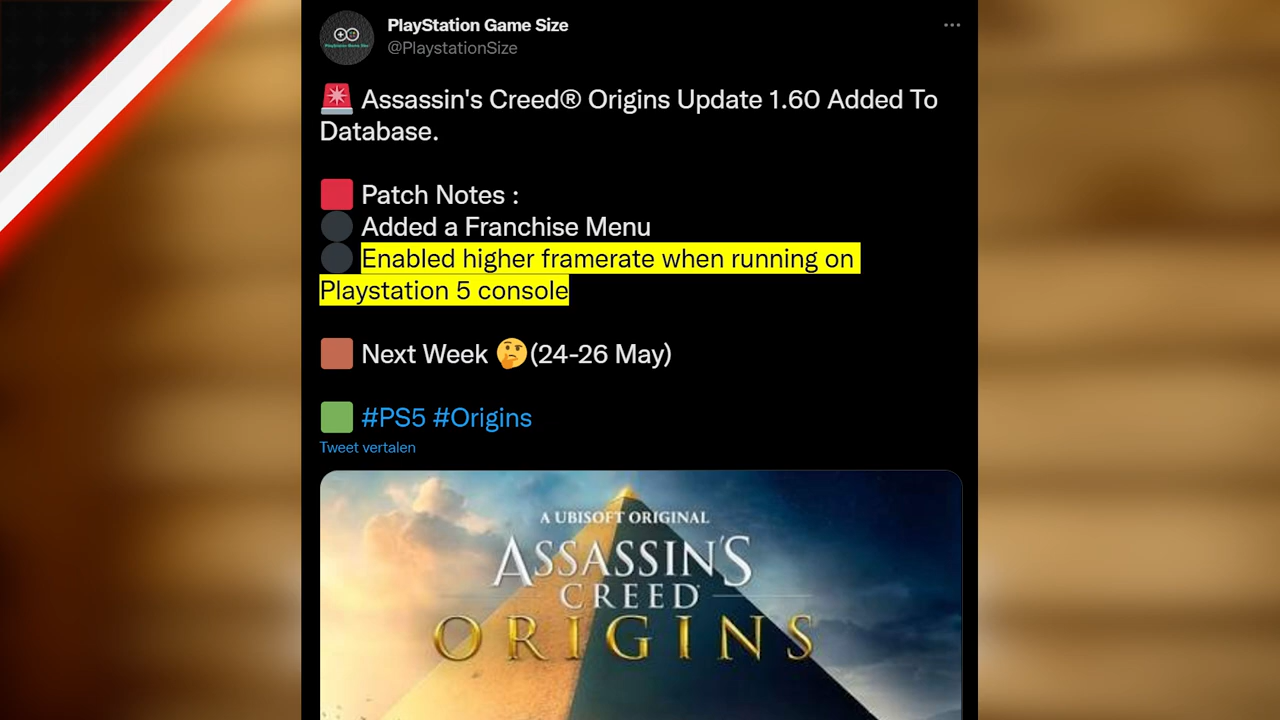 PlayStation Game Size
@PlaystationSize
🚨 Assassin's Creed® Origins Update 1.60 Added To
Database.
🟥 Patch Notes :
⚫ Added a Franchise Menu
⚫ Enabled higher framerate when running on
Playstation 5 console
🟫 Next Week 🤔(24-26 May)
🟩 #PS5 #Origins
Tweet vertalen
A UBISOFT ORIGINAL
ASSASSIN'S
CREED
ORIGINS